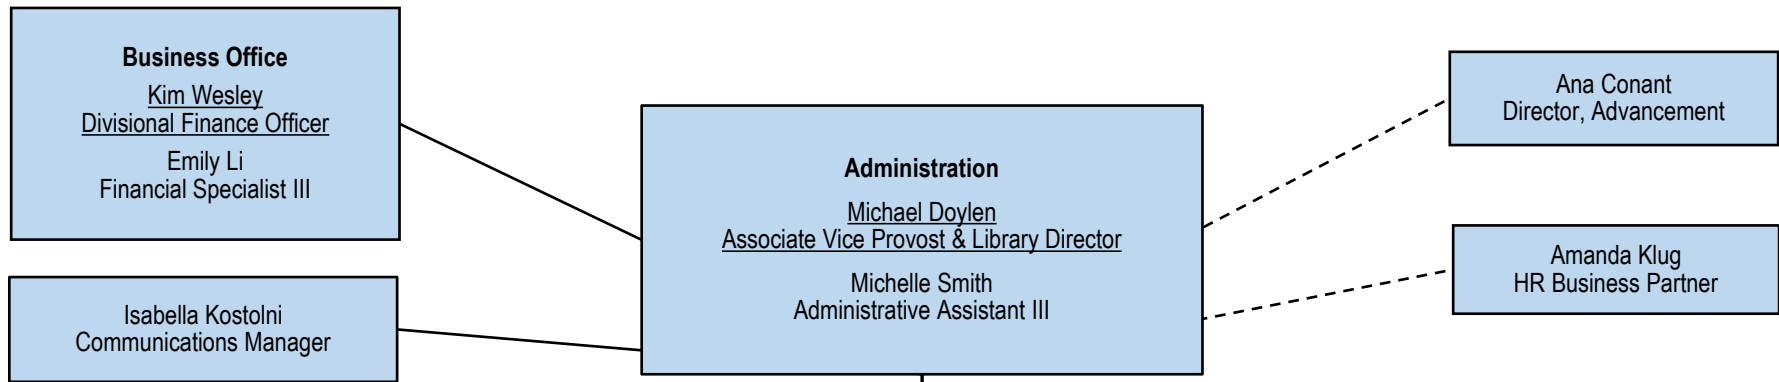 Business Office
Kim Wesley
Divisional Finance Officer
Emily Li
Financial Specialist III
Isabella Kostolni
Communications Manager
Administration
Michael Doylen
Associate Vice Provost & Library Director
Michelle Smith
Administrative Assistant III
Ana Conant
Director, Advancement
Amanda Klug
HR Business Partner